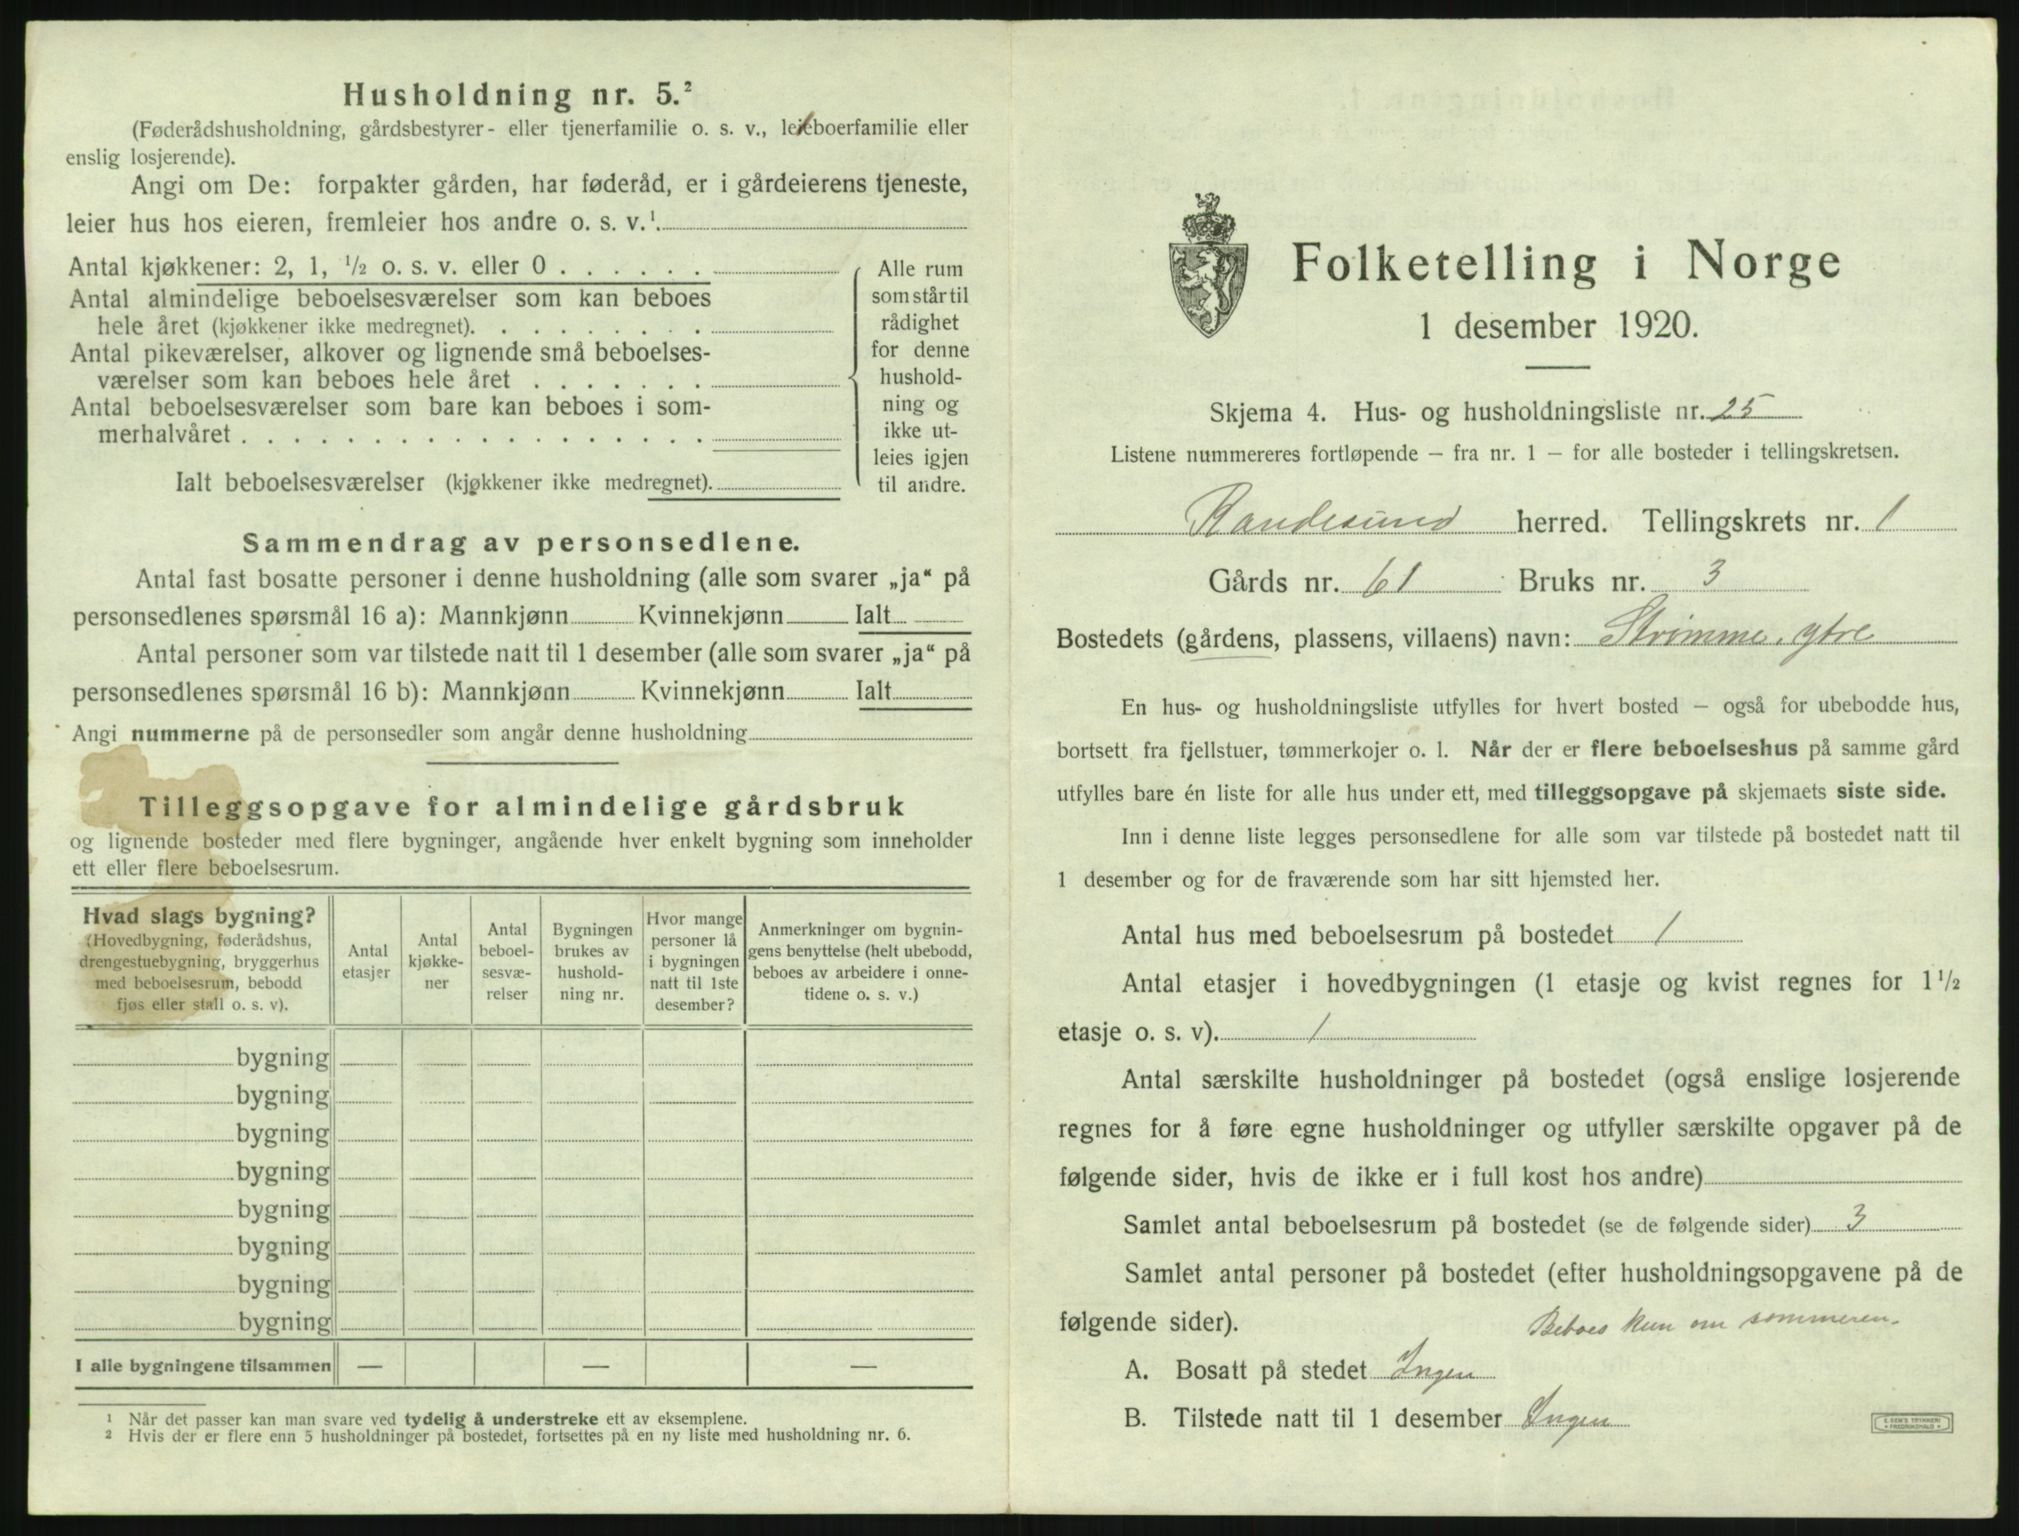 Husholdning nr. 5.²
(Føderådshusholdning, gårdsbestyrer- eller tjenerfamilie o. s. v., leieboerfamilie eller
enslig losjerende).
Angi om De: forpakter gården, har føderåd, er i gårdeierens tjeneste,
leier hus hos eieren, fremleier hos andre o. s. v.¹.
Antal kjøkkener: 2, 1, ½ o. s. v. eller 0 . . . . . .
Antal almindelige beboelsesværelser som kan beboes
hele året (kjøkkener ikke medregnet). . . . . . . . .
Antal pikeværelser, alkover og lignende små beboelses-
værelser som kan beboes hele året . . . . . . .
Antal beboelsesværelser som bare kan beboes i som-
merhalvåret . . . . . . . . . . . . . . . . . .
Ialt beboelsesværelser (kjøkkener ikke medregnet).
Alle rum
som står til
rådighet
for denne
hushold-
ning og
ikke ut-
leies igjen
til andre.
Sammendrag av personsedlene.
Antal fast bosatte personer i denne husholdning (alle som svarer „ja“ på
personsedlenes spørsmål 16 a): Mannkjønn Kvinnekjønn Ialt
Antal personer som var tilstede natt til 1 desember (alle som svarer „ja“ på
personsedlenes spørsmål 16 b): Mannkjønn Kvinnekjønn Ialt
Angi nummerne på de personsedler som angår denne husholdning
Tilleggsopgave for almindelige gårdsbruk
og lignende bosteder med flere bygninger, angående hver enkelt bygning som inneholder
ett eller flere beboelsesrum.
Hvad slags bygning?
(Hovedbygning, føderådshus,
drengestuebygning, bryggerhus
med beboelsesrum, bebodd
fjøs eller stall o. s. v).
Antal
etasjer
Antal
kjøkke-
ner
Antal
beboel-
sesvæ-
relser
Bygningen
brukes av
hushold-
ning nr.
Hvor mange
personer lå
i bygningen
natt til 1ste
desember?
Anmerkninger om bygnin-
gens benyttelse (helt ubebodd,
beboes av arbeidere i onne-
tidene o. s. v.)
bygning
bygning
bygning
bygning
bygning
bygning
bygning
bygning
I alle bygningene tilsammen — — —
¹ Når det passer kan man svare ved tydelig å understreke ett av eksemplene.
² Hvis der er flere enn 5 husholdninger på bostedet, fortsettes på en ny liste med husholdning nr. 6.
Folketelling i Norge
1 desember 1920.
Skjema 4. Hus- og husholdningsliste nr. 25
Listene nummereres fortløpende – fra nr. 1 – for alle bosteder i tellingskretsen.
Randesund herred. Tellingskrets nr. 1
Gårds nr. 61 Bruks nr. 3
Bostedets (gårdens, plassens, villaens) navn: Strømme, ytre
En hus- og husholdningsliste utfylles for hvert bosted – også for ubebodde hus,
bortsett fra fjellstuer, tømmerkojer o. l. Når der er flere beboelseshus på samme gård
utfylles bare én liste for alle hus under ett, med tilleggsopgave på skjemaets siste side.
Inn i denne liste legges personsedlene for alle som var tilstede på bostedet natt til
1 desember og for de fraværende som har sitt hjemsted her.
Antal hus med beboelsesrum på bostedet 1
Antal etasjer i hovedbygningen (1 etasje og kvist regnes for 1½
etasje o. s. v). 1
Antal særskilte husholdninger på bostedet (også enslige losjerende
regnes for å føre egne husholdninger og utfyller særskilte opgaver på de
følgende sider, hvis de ikke er i full kost hos andre)
Samlet antal beboelsesrum på bostedet (se de følgende sider) 3
Samlet antal personer på bostedet (efter husholdningsopgavene på de
følgende sider). Beboes kun om sommeren.
A. Bosatt på stedet Ingen
B. Tilstede natt til 1 desember Ingen